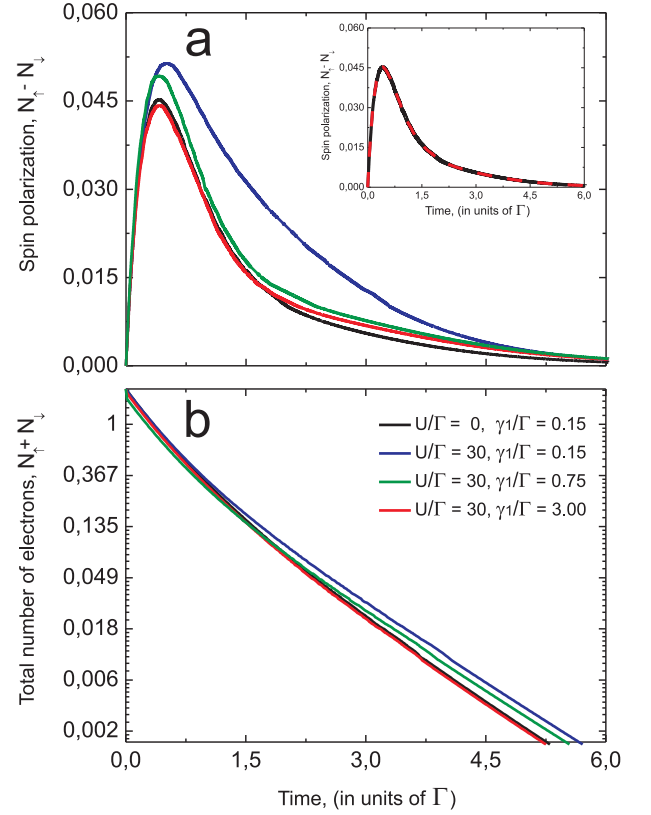 0,060
0,045
0,030
0,015
0,000
Spin polarization, N↑- N↓
a
0,060
0,045
0,030
0,015
0,000
Spin polarization, N↑- N↓
0,0 1,5 3,0 4,5 6,0
Time, (in units of Γ)
b
1
0,367
0,135
0,049
0,018
0,006
0,002
Total number of electrons, N↑+ N↓
U/Γ = 0, γ1/Γ = 0.15
U/Γ = 30, γ1/Γ = 0.15
U/Γ = 30, γ1/Γ = 0.75
U/Γ = 30, γ1/Γ = 3.00
0,0 1,5 3,0 4,5 6,0
Time, (in units of Γ)